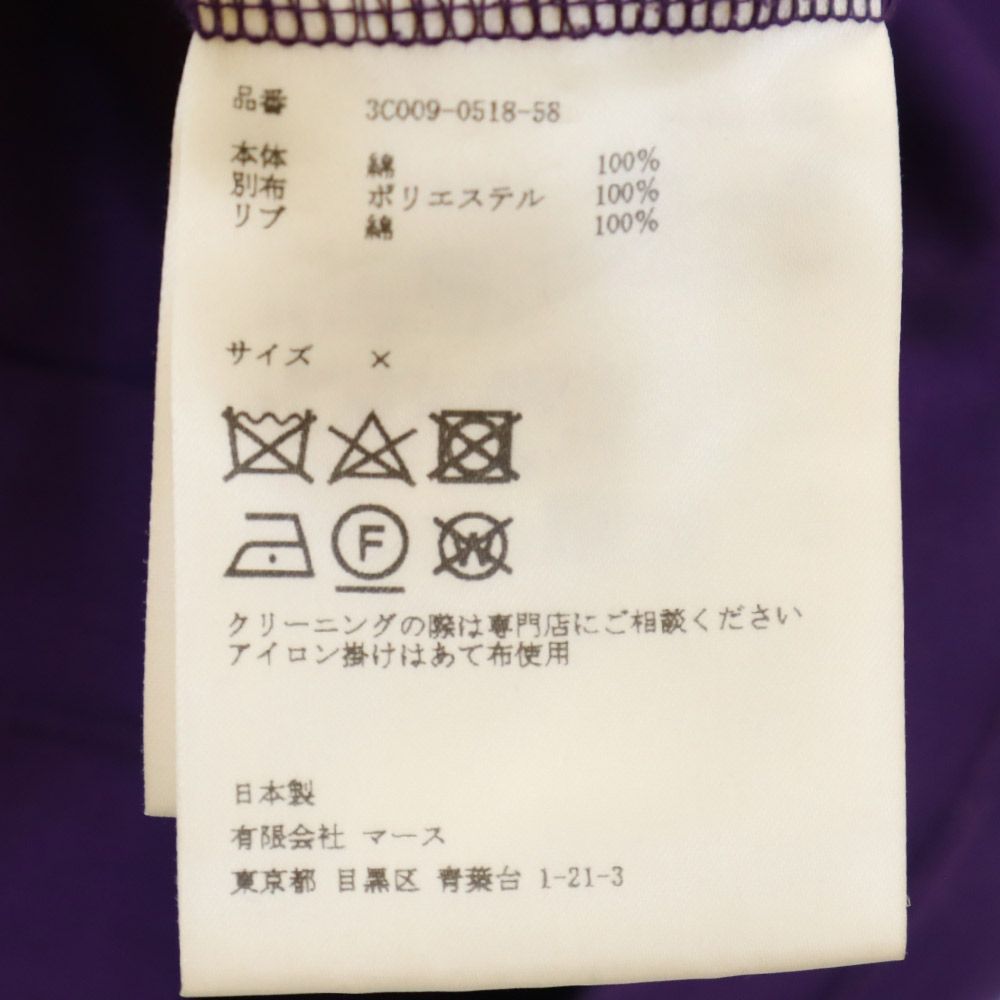 品番 3C009-0518-58
本体 綿 100%
別布 ポリエステル 100%
リブ 綿 100%
サイズ ×
F
W
クリーニングの際は専門店にご相談ください
アイロン掛けはあて布使用
日本製
有限会社 マース
東京都 目黒区 青葉台 1-21-3